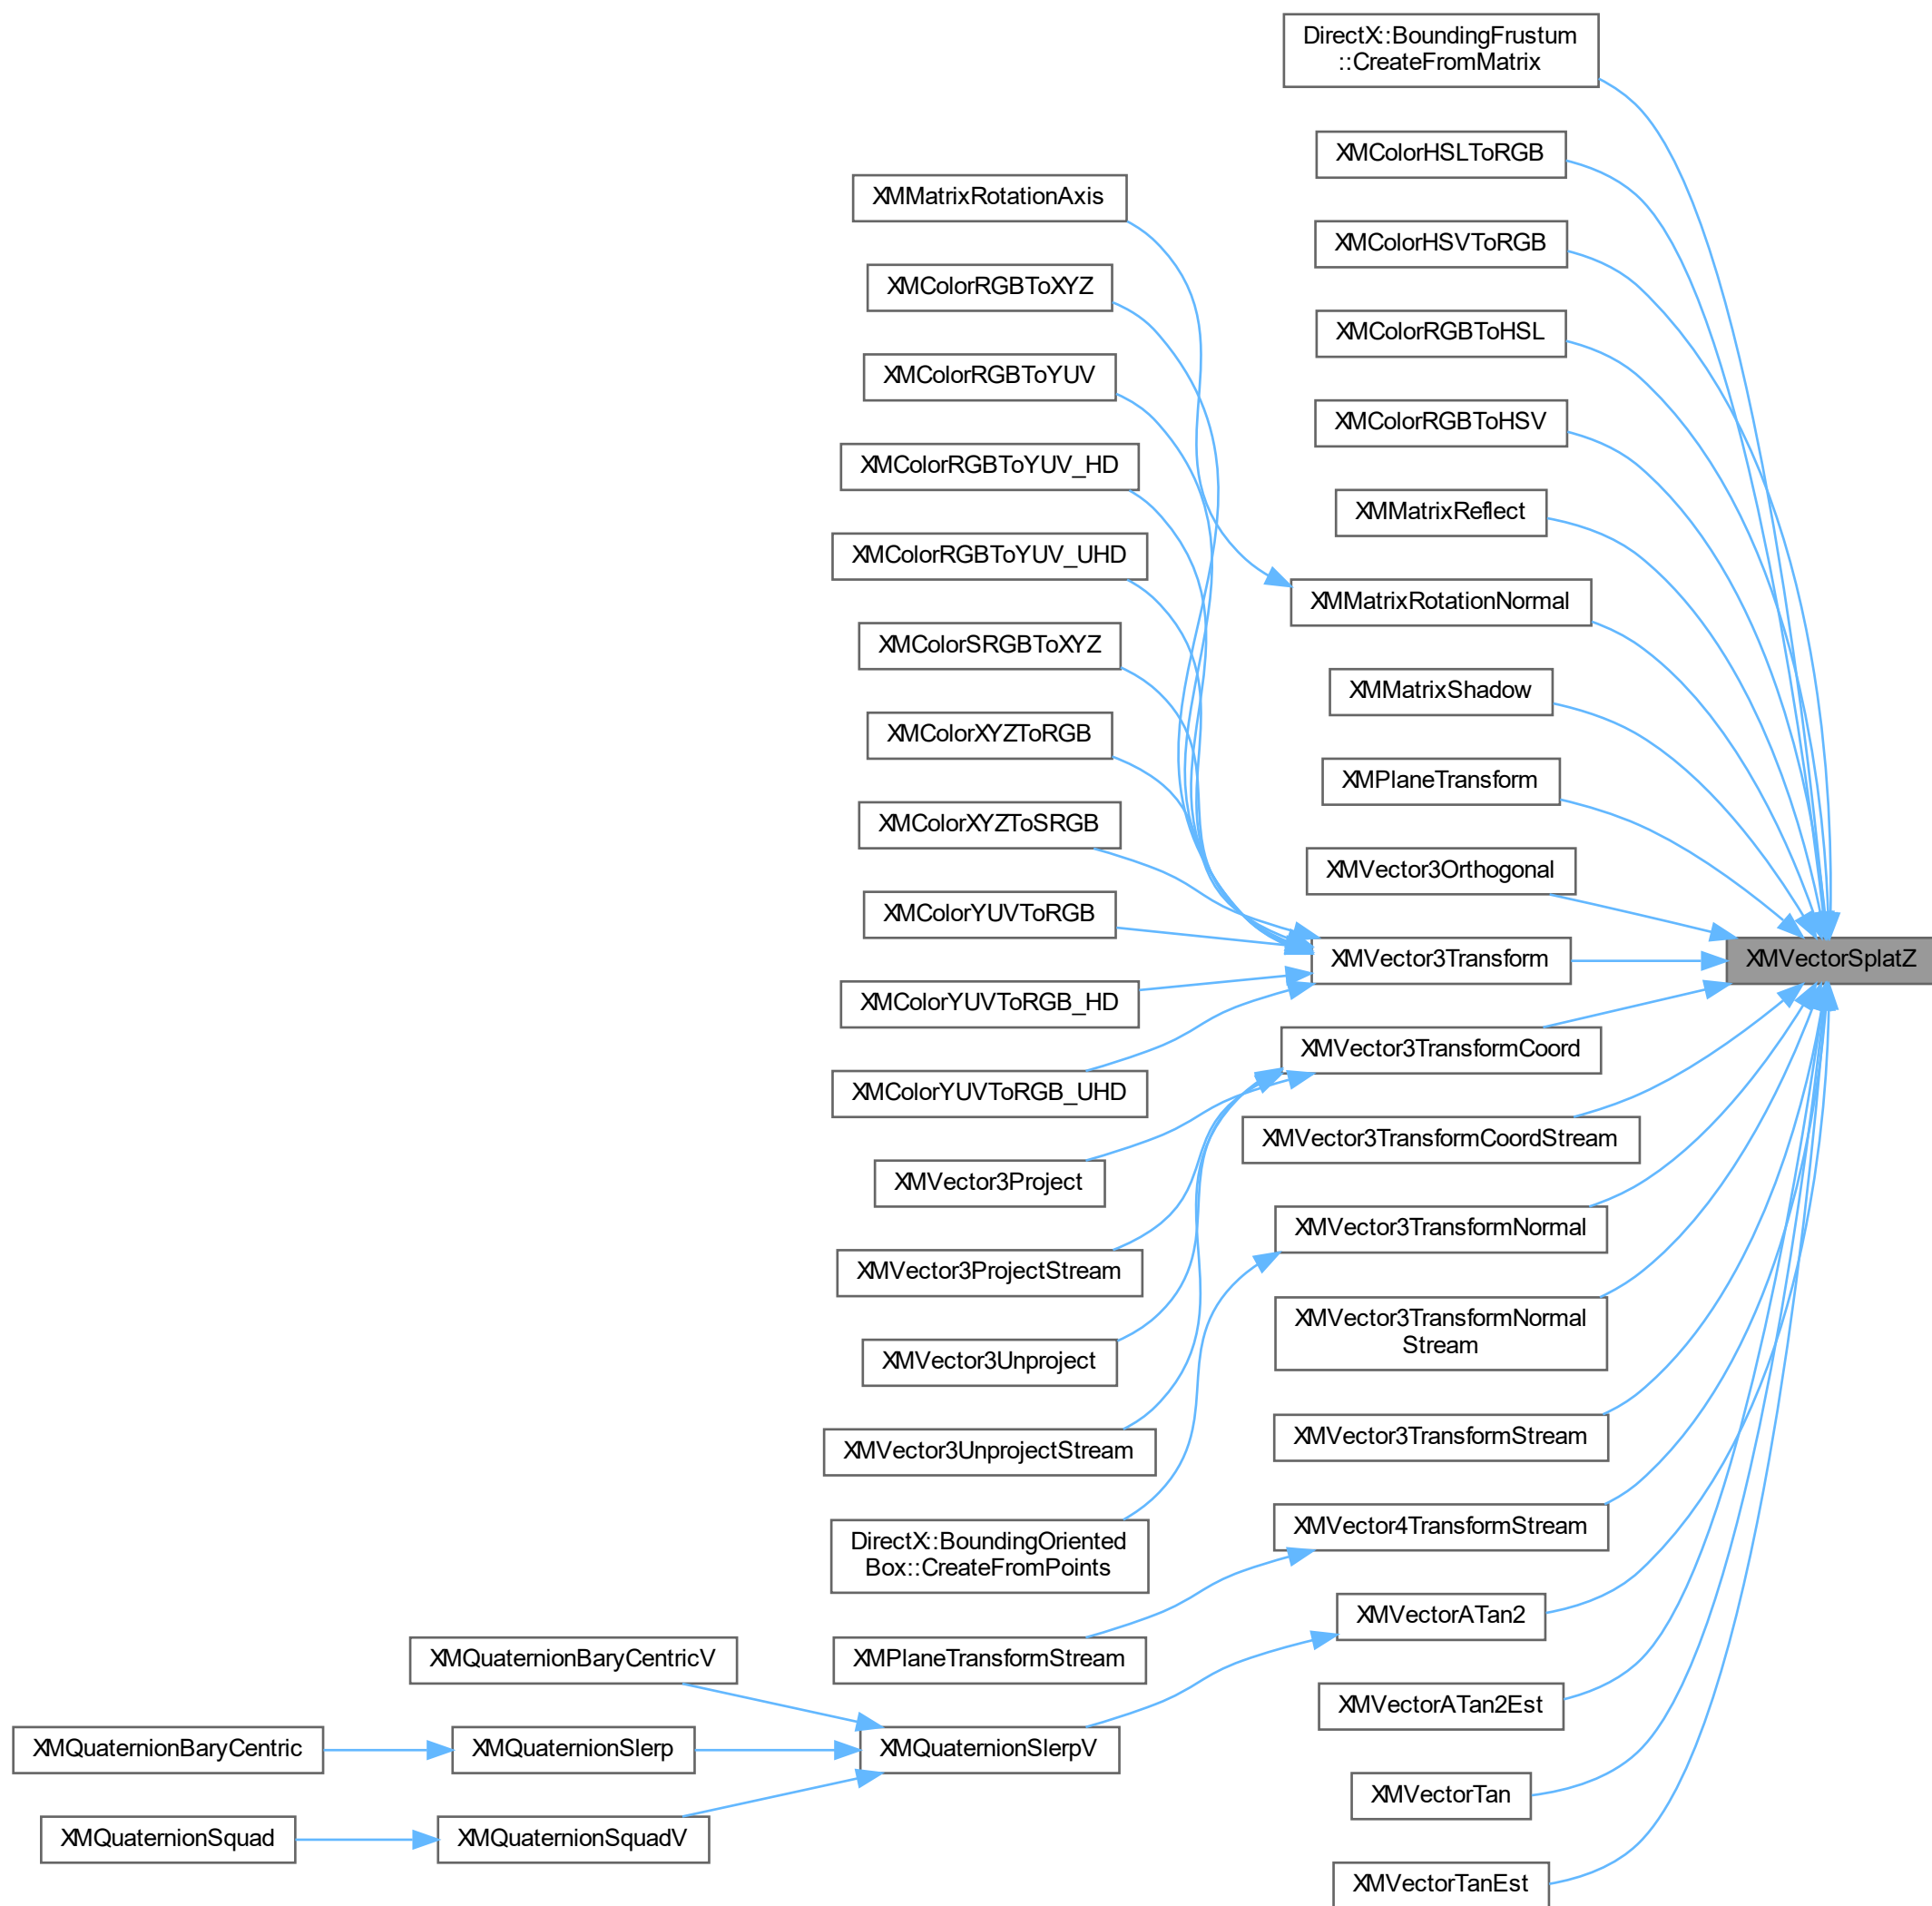 DirectX::BoundingFrustum
::CreateFromMatrix
XMColorHSLToRGB
XMMatrixRotationAxis
XMColorHSVToRGB
XMColorRGBToXYZ
XMColorRGBToHSL
XMColorRGBToYUV
XMColorRGBToHSV
XMColorRGBToYUV_HD
XMMatrixReflect
XMColorRGBToYUV_UHD
XMMatrixRotationNormal
XMColorSRGBToXYZ
XMMatrixShadow
XMColorXYZToRGB
XMPlaneTransform
XMColorXYZToSRGB
XMVector3Orthogonal
XMColorYUVToRGB
XMVector3Transform
XMVectorSplatZ
XMColorYUVToRGB_HD
XMVector3TransformCoord
XMColorYUVToRGB_UHD
XMVector3TransformCoordStream
XMVector3Project
XMVector3TransformNormal
XMVector3ProjectStream
XMVector3TransformNormal
Stream
XMVector3Unproject
XMVector3TransformStream
XMVector3UnprojectStream
XMVector4TransformStream
DirectX::BoundingOriented
Box::CreateFromPoints
XMVectorATan2
XMQuaternionBaryCentricV
XMPlaneTransformStream
XMVectorATan2Est
XMQuaternionBaryCentric
XMQuaternionSlerp
XMQuaternionSlerpV
XMVectorTan
XMQuaternionSquad
XMQuaternionSquadV
XMVectorTanEst